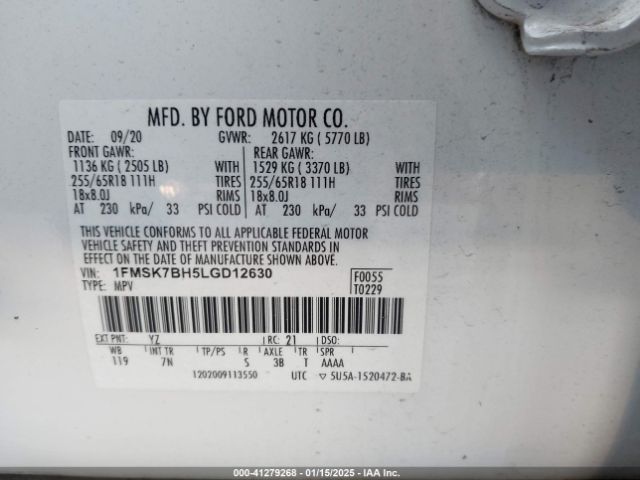 MFD. BY FORD MOTOR CO.
DATE: 09/20 GVWR: 2617 KG ( 5770 LB)
FRONT GAWR: REAR GAWR:
1136 KG ( 2505 LB) WITH 1529 KG ( 3370 LB) WITH
255/65R18 111H TIRES 255/65R18 111H TIRES
18x8.0J RIMS 18x8.0J RIMS
AT 230 kPa/ 33 PSI COLD AT 230 kPa/ 33 PSI COLD
THIS VEHICLE CONFORMS TO ALL APPLICABLE FEDERAL MOTOR
VEHICLE SAFETY AND THEFT PREVENTION STANDARDS IN
EFFECT ON THE DATE OF MANUFACTURE SHOWN ABOVE.
VIN: 1FMSK7BH5LGD12630 F0055
TYPE: MPV T0229
EXT PNT: YZ RC: 21 DSO:
WB INT TR TP/PS R AXLE TR SPR
119 7N S 3B T AAAA
1202009113550 UTC ▽ 5U5A-1520472-BA
000-41279268 - 01/15/2025 - IAA Inc.